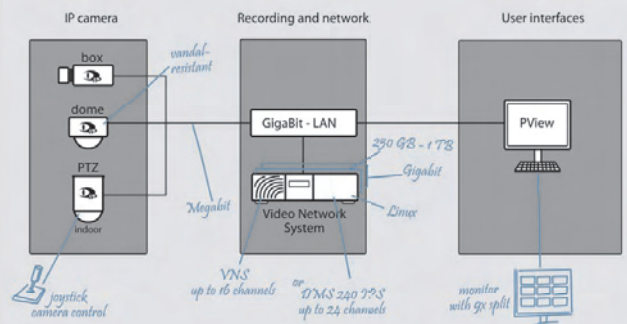 IP camera
Recording and network
User interfaces
box
vandal-
resistant
dome
GigaBit - LAN
PView
250 GB - 1 TB
PTZ
Gigabit
Megabit
indoor
Video Network
System
Linux
VNS
up to 16 channels
or
DMS 240 IPS
up to 24 channels
joystick
camera control
monitor
with 9x split